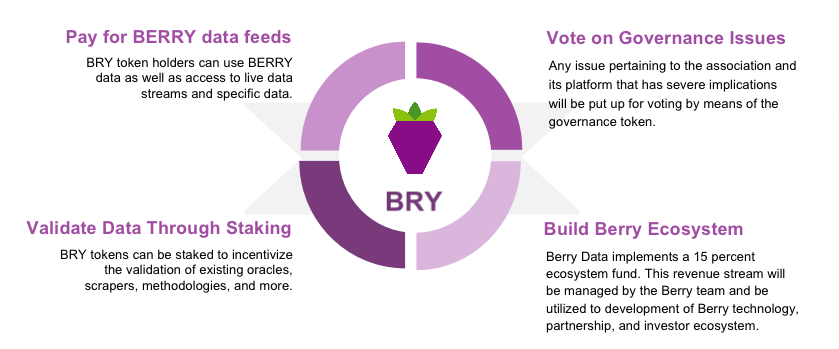 Pay for BERRY data feeds
BRY token holders can use BERRY
data as well as access to live data
streams and specific data.
Vote on Governance Issues
Any issue pertaining to the association and
its platform that has severe implications
will be put up for voting by means of the
governance token.
BRY
Validate Data Through Staking
BRY tokens can be staked to incentivize
the validation of existing oracles,
scrapers, methodologies, and more.
Build Berry Ecosystem
Berry Data implements a 15 percent
ecosystem fund. This revenue stream will
be managed by the Berry team and be
utilized to development of Berry technology,
partnership, and investor ecosystem.